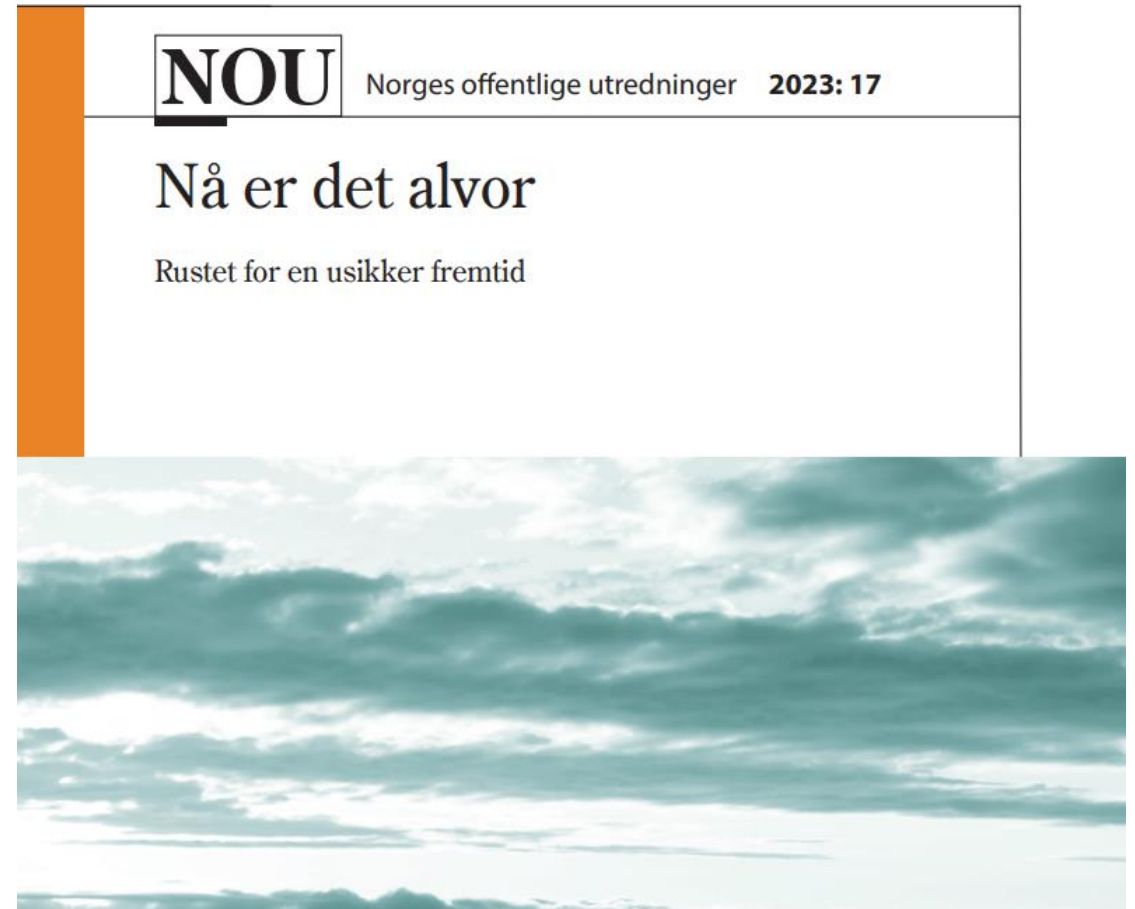 NOU Norges offentlige utredninger 2023: 17
Nå er det alvor
Rustet for en usikker fremtid